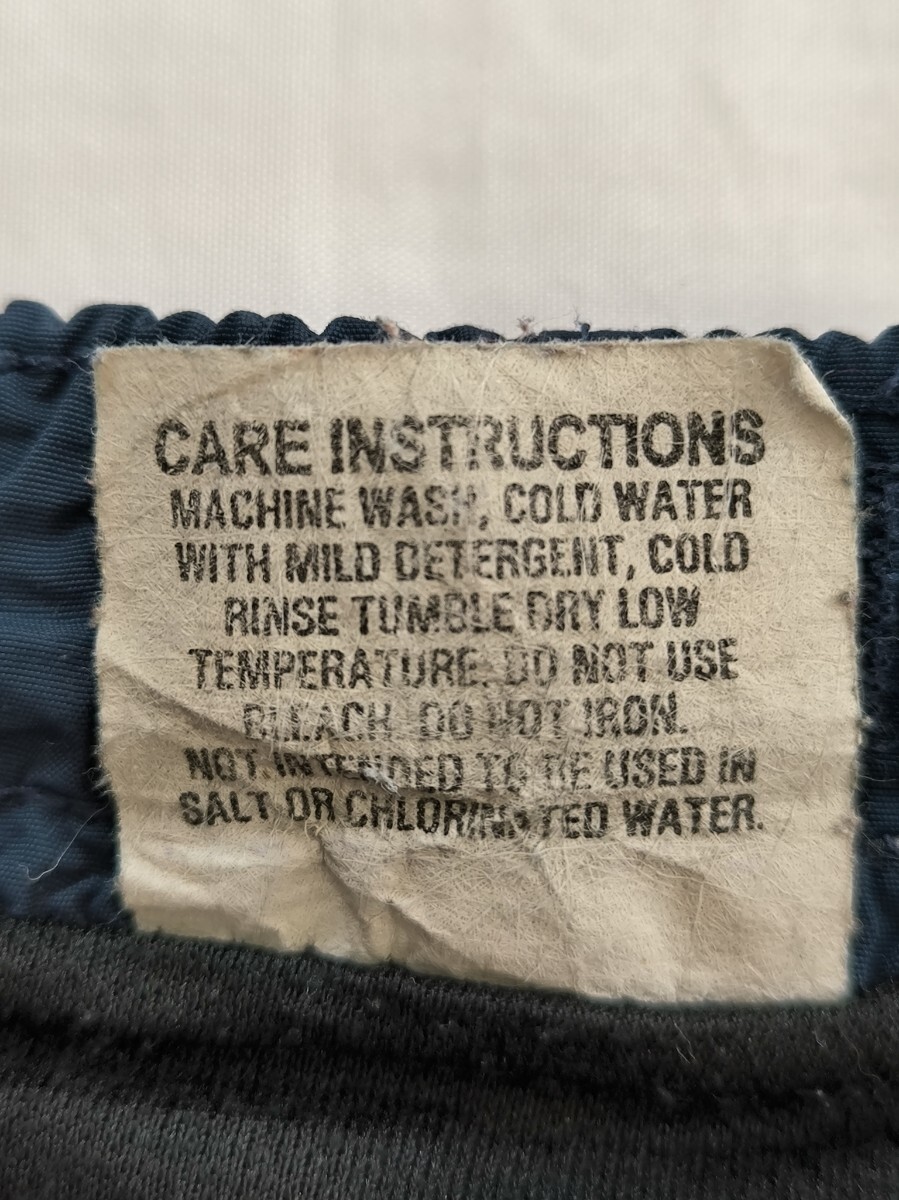 CARE INSTRUCTIONS
MACHINE WASH, COLD WATER
WITH MILD DETERGENT, COLD
RINSE TUMBLE DRY LOW
TEMPERATURE. DO NOT USE
BLEACH. DO NOT IRON.
NOT INTENDED TO BE USED IN
SALT OR CHLORINATED WATER.